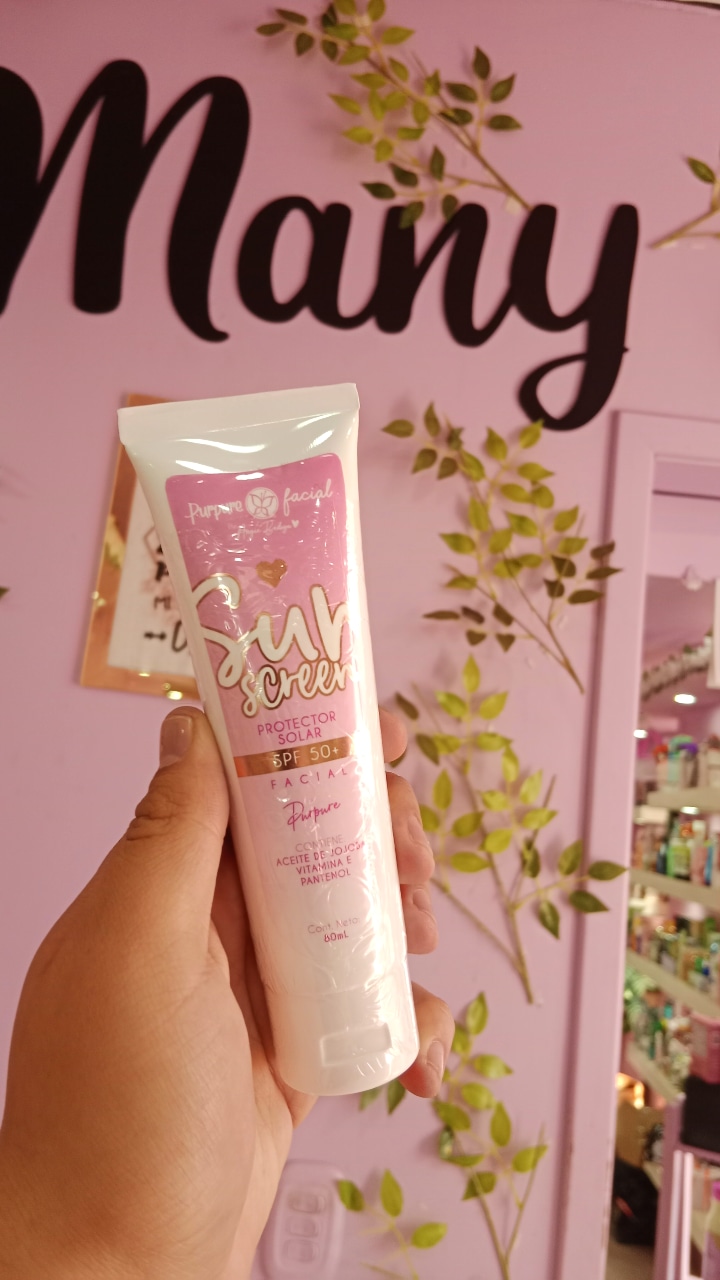 Many
Purpure facial
Sun
screen
PROTECTOR
SOLAR
SPF 50+
FACIAL
Purpure
CONTIENE
ACEITE DE JOJOBA
VITAMINA E
PANTENOL
Cont. Neto:
60mL